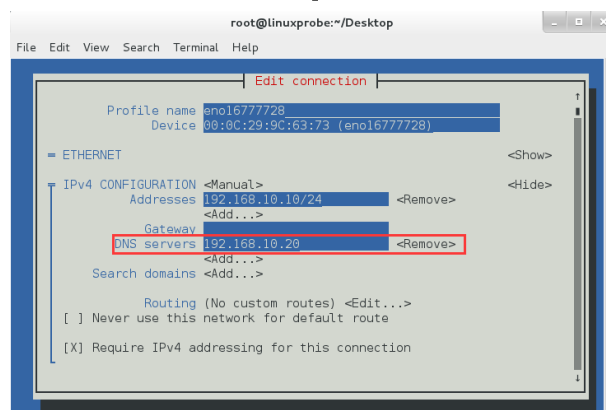 root@linuxprobe:~/Desktop
File Edit View Search Terminal Help
Edit connection
Profile name eno16777728
Device 00:0C:29:9C:63:73 (eno16777728)
= ETHERNET <Show>
IPv4 CONFIGURATION <Manual> <Hide>
Addresses 192.168.10.10/24 <Remove>
<Add...>
Gateway
DNS servers 192.168.10.20 <Remove>
<Add...>
Search domains <Add...>
Routing (No custom routes) <Edit...>
[ ] Never use this network for default route
[X] Require IPv4 addressing for this connection